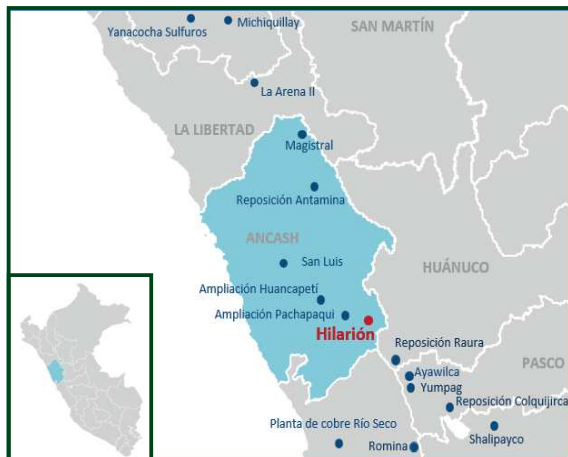 Yanacocha Sulfuros
Michiquillay
SAN MARTÍN
La Arena II
LA LIBERTAD
Magistral
Reposición Antamina
ANCASH
San Luis
HUÁNUCO
Ampliación Huancapetí
Ampliación Pachapaqui
Hilarión
Reposición Raura
PASCO
Ayawilca
Yumpag
Reposición Colquijirca
Planta de cobre Río Seco
Shalipayco
Romina